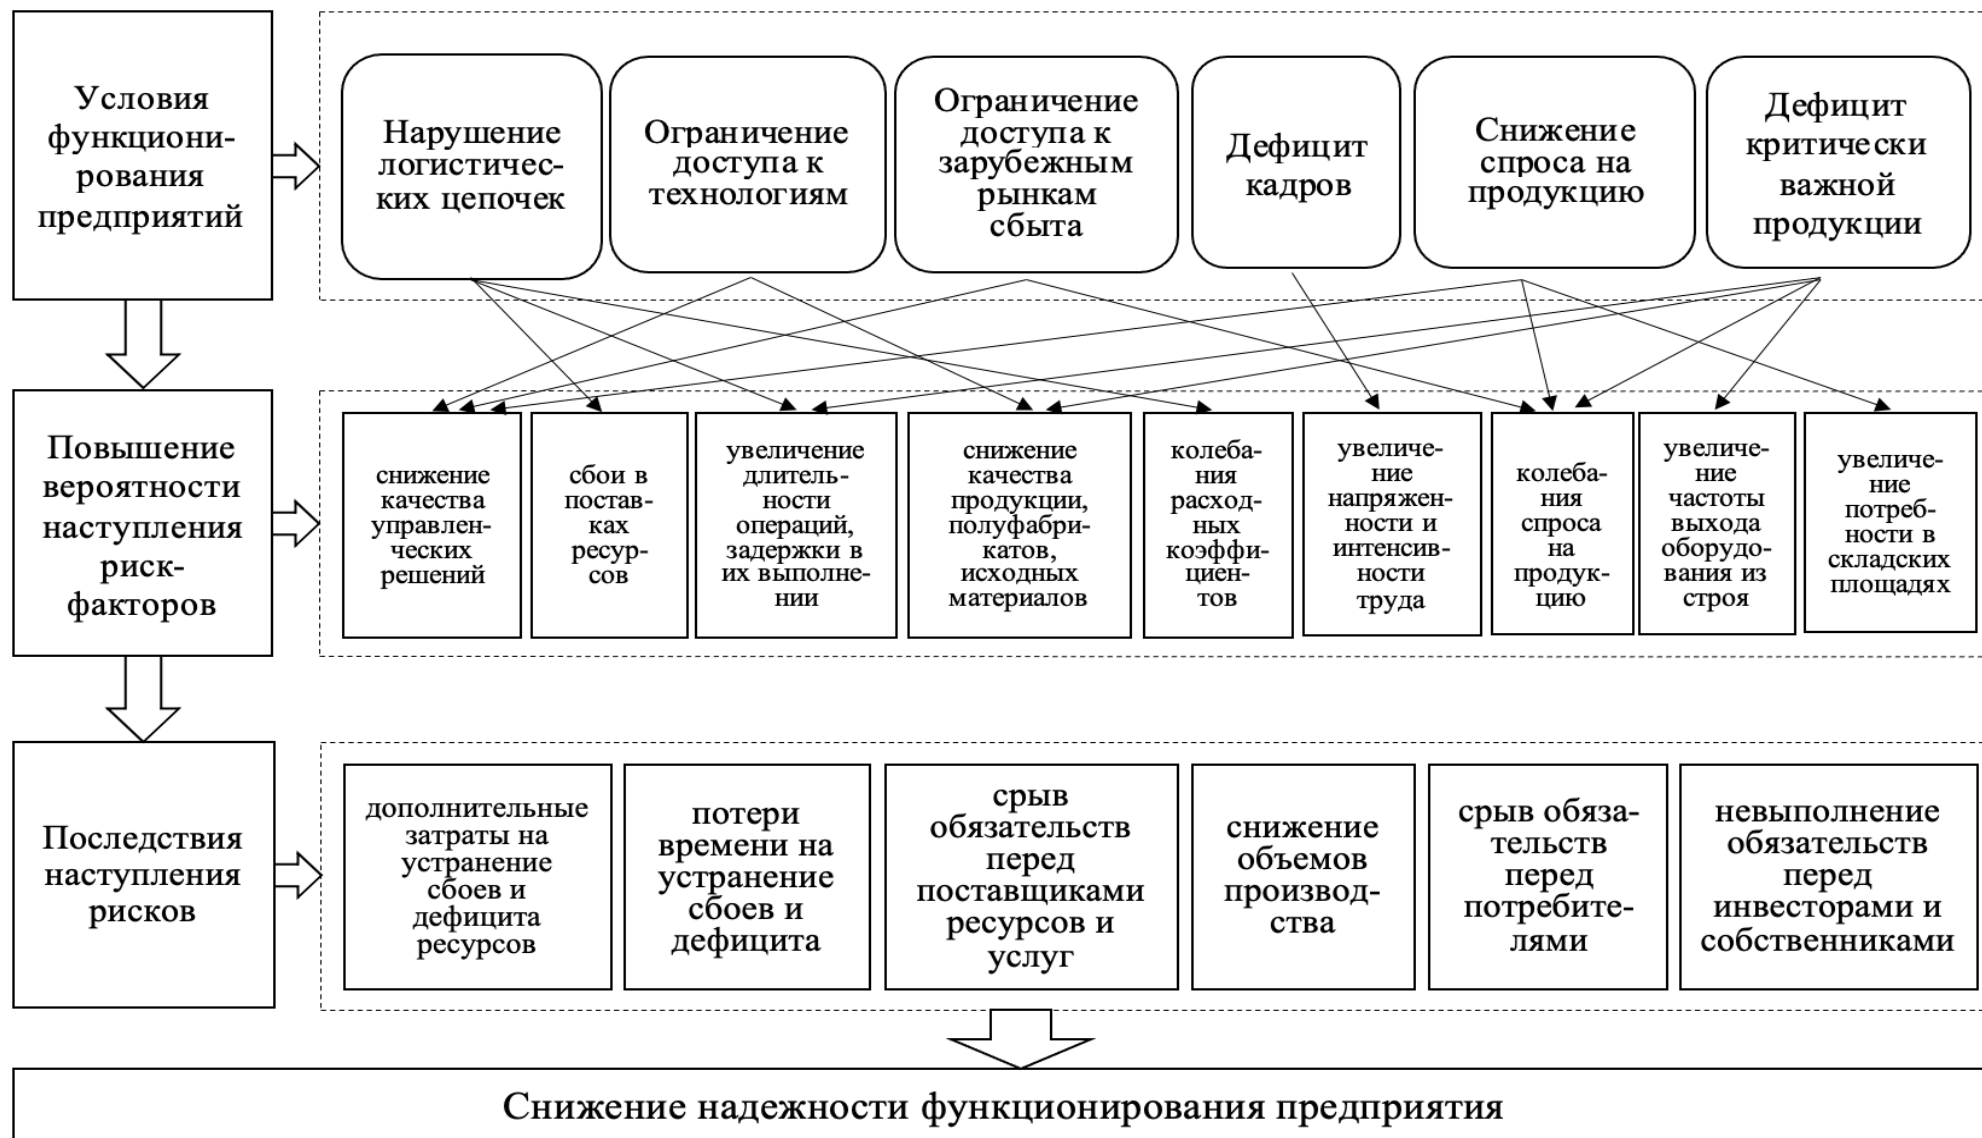 Условия
функциони-
рования
предприятий
Нарушение
логистичес-
ких цепочек
Ограничение
доступа к
технологиям
Ограничение
доступа к
зарубежным
рынкам
сбыта
Дефицит
кадров
Снижение
спроса на
продукцию
Дефицит
критически
важной
продукции
Повышение
вероятности
наступления
риск-
факторов
снижение
качества
управлен-
ческих
решений
сбои в
постав-
ках
ресур-
сов
увеличение
длитель-
ности
операций,
задержки в
их выполне-
нии
снижение
качества
продукции,
полуфабри-
катов,
исходных
материалов
колеба-
ния
расход-
ных
коэффи-
циен-
тов
увеличе-
ние
напряжен-
ности и
интенсив-
ности
труда
колеба-
ния
спроса
на
продук-
цию
увеличе-
ние
частоты
выхода
оборудо-
вания из
строя
увеличе-
ние
потреб-
ности в
складских
площадях
Последствия
наступления
рисков
дополнительные
затраты на
устранение
сбоев и
дефицита
ресурсов
потери
времени на
устранение
сбоев и
дефицита
срыв
обязательств
перед
поставщиками
ресурсов и
услуг
снижение
объемов
производ-
ства
срыв обяза-
тельств
перед
потребите-
лями
невыполнение
обязательств
перед
инвесторами и
собственниками
Снижение надежности функционирования предприятия